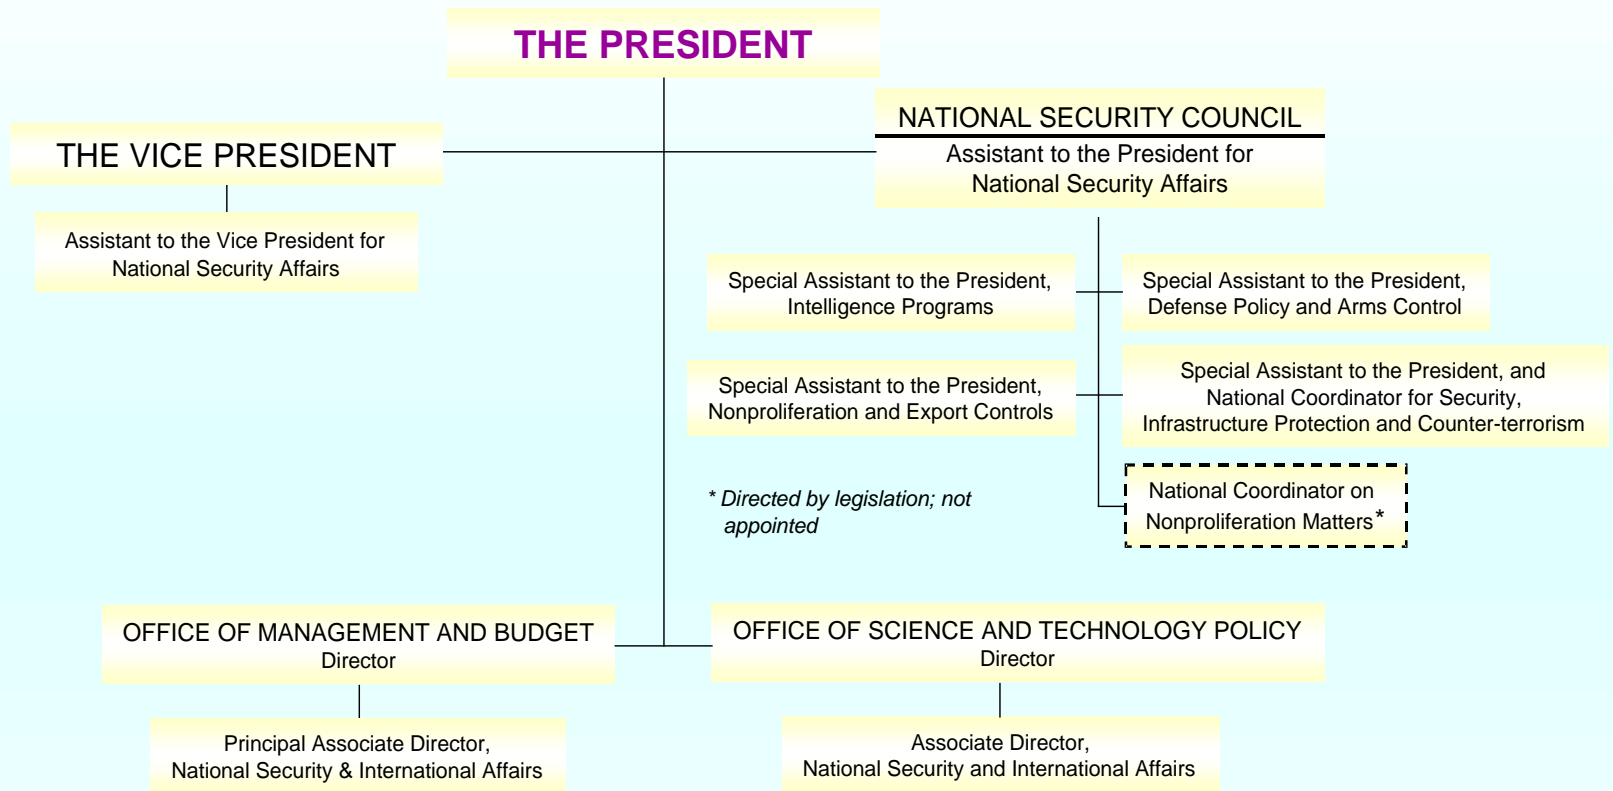 THE PRESIDENT
NATIONAL SECURITY COUNCIL
Assistant to the President for
National Security Affairs
THE VICE PRESIDENT
Assistant to the Vice President for
National Security Affairs
Special Assistant to the President,
Intelligence Programs
Special Assistant to the President,
Defense Policy and Arms Control
Special Assistant to the President,
Nonproliferation and Export Controls
Special Assistant to the President, and
National Coordinator for Security,
Infrastructure Protection and Counter-terrorism
* Directed by legislation; not
appointed
National Coordinator on
Nonproliferation Matters*
OFFICE OF MANAGEMENT AND BUDGET
Director
OFFICE OF SCIENCE AND TECHNOLOGY POLICY
Director
Principal Associate Director,
National Security & International Affairs
Associate Director,
National Security and International Affairs